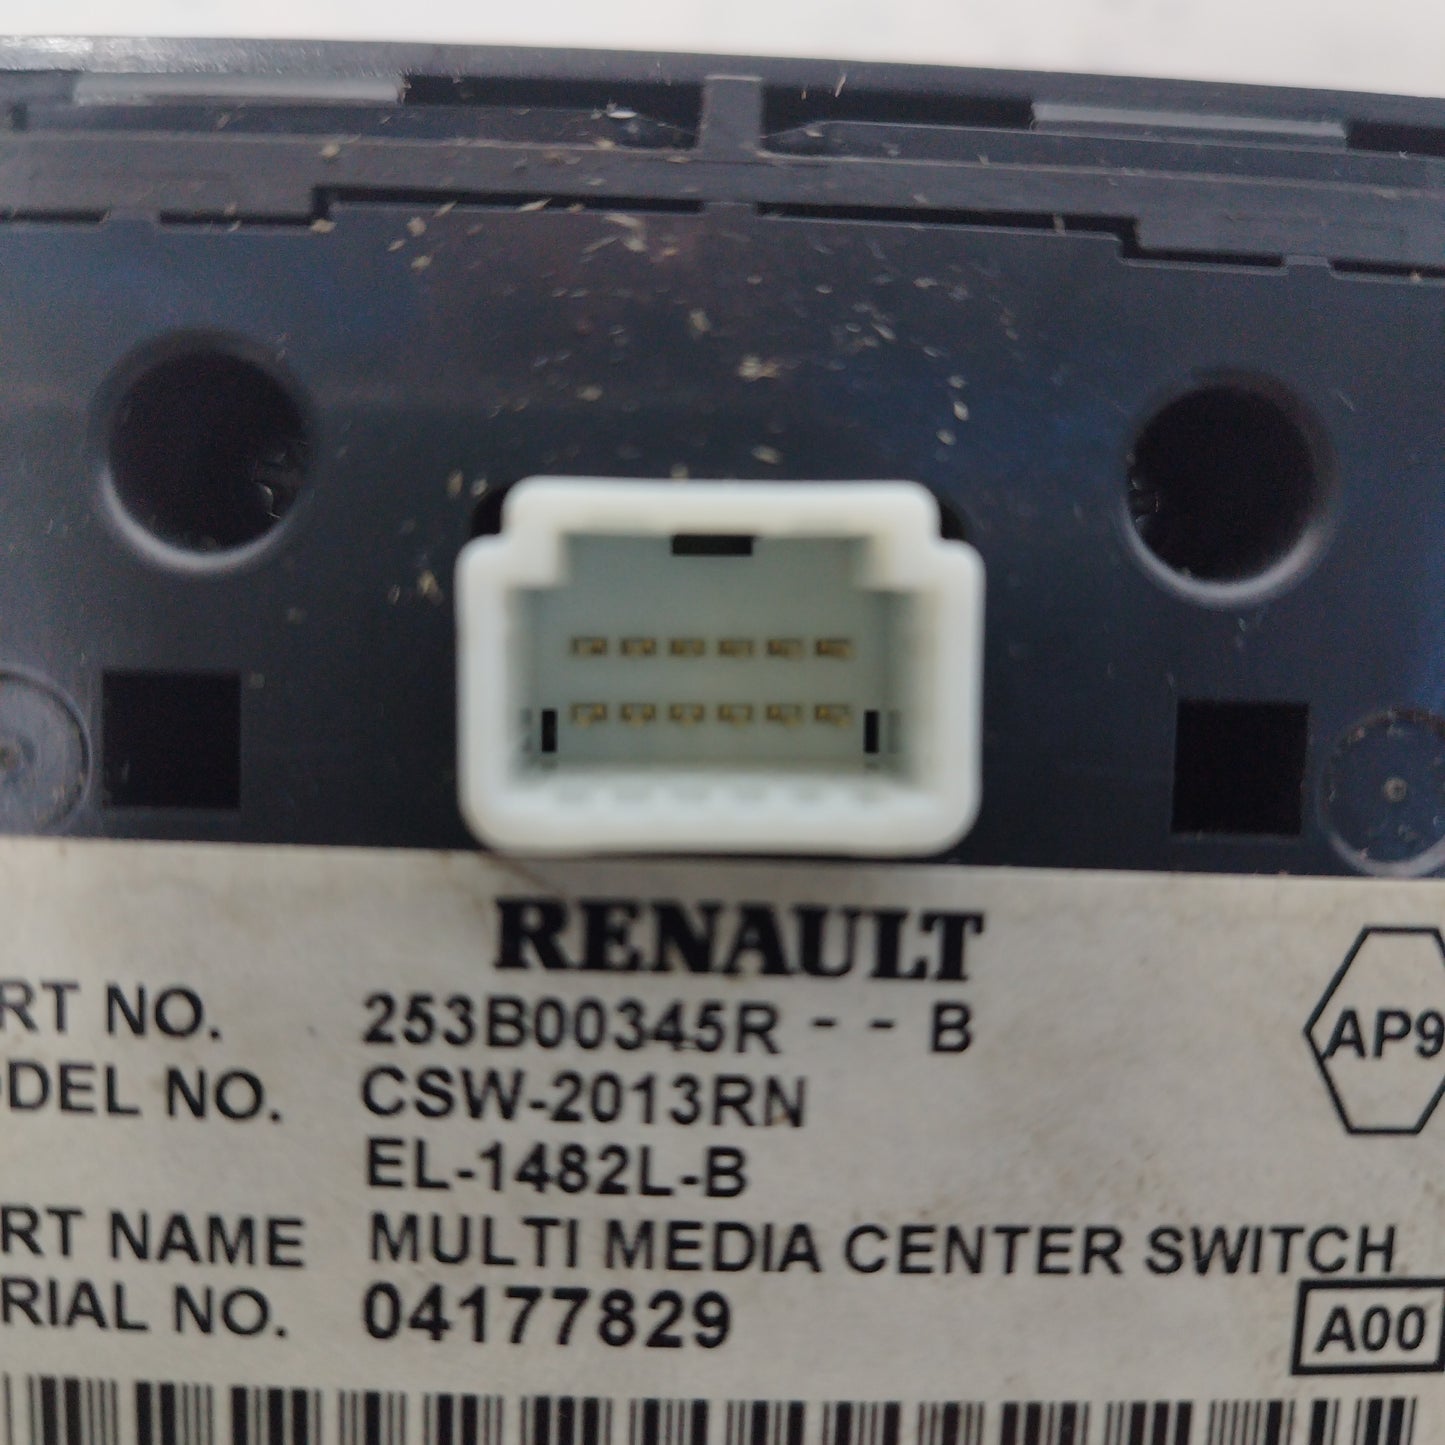 RENAULT
RT NO. 253B00345R - - B
AP9
ODEL NO. CSW-2013RN
EL-1482L-B
RT NAME MULTI MEDIA CENTER SWITCH
RIAL NO. 04177829
A00